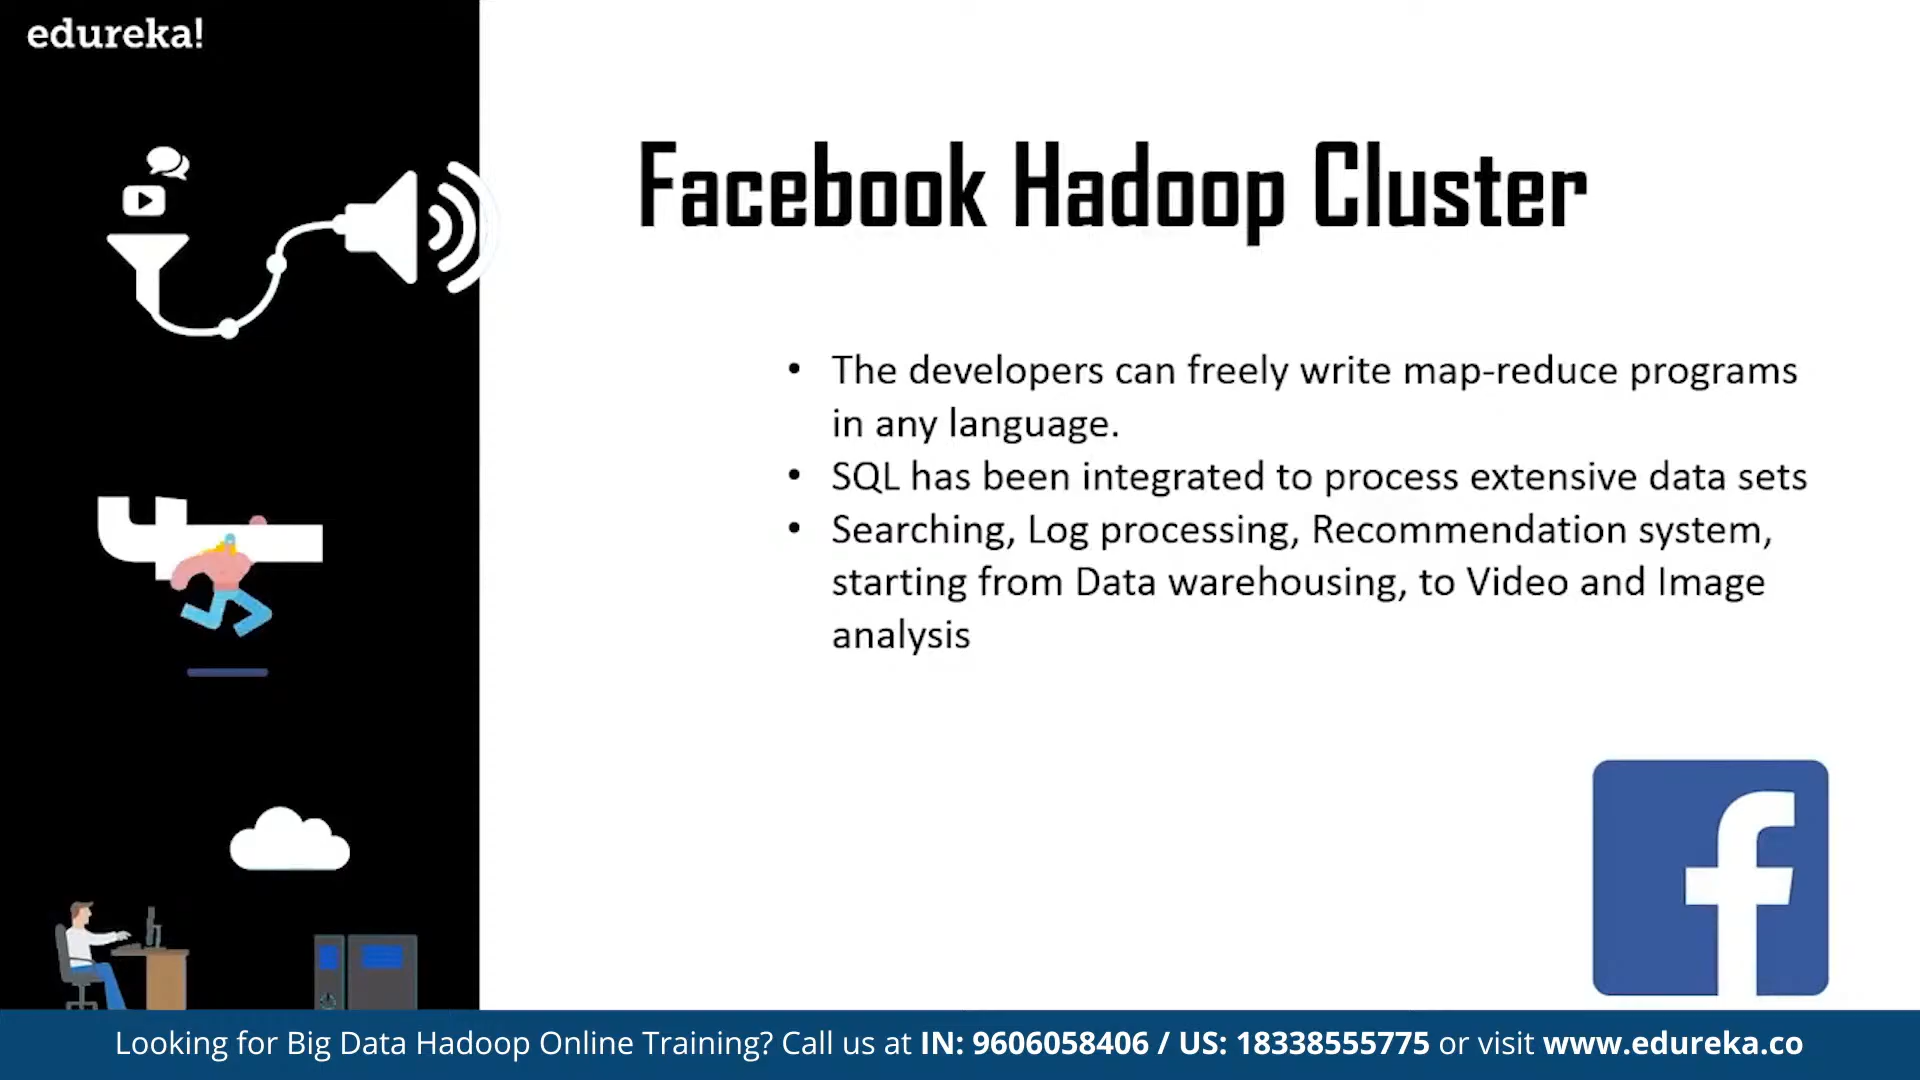 edureka!
Facebook Hadoop Cluster
• The developers can freely write map-reduce programs
in any language.
• SQL has been integrated to process extensive data sets
• Searching, Log processing, Recommendation system,
starting from Data warehousing, to Video and Image
analysis
f
Looking for Big Data Hadoop Online Training? Call us at IN: 9606058406 / US: 18338555775 or visit www.edureka.co